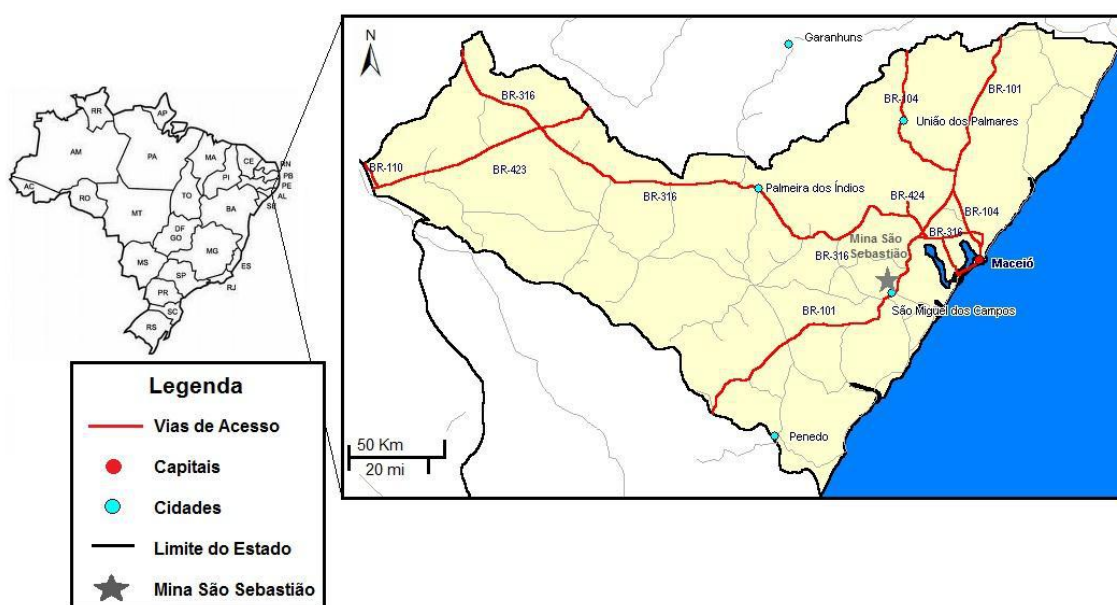 RR
AP
AM
PA
MA
CE
RN
PB
PE
AL
SE
PI
AC
RO
TO
BA
MT
DF
GO
MG
ES
MS
SP
RJ
PR
SC
RS
N
Garanhuns
BR-316
BR-104
BR-101
União dos Palmares
BR-110
BR-423
BR-316
Palmeira dos Índios
BR-424
BR-104
Mina São
Sebastião
BR-316
BR-316
Maceió
São Miguel dos Campos
BR-101
Penedo
50 Km
20 mi
Legenda
Vias de Acesso
Capitais
Cidades
Limite do Estado
Mina São Sebastião